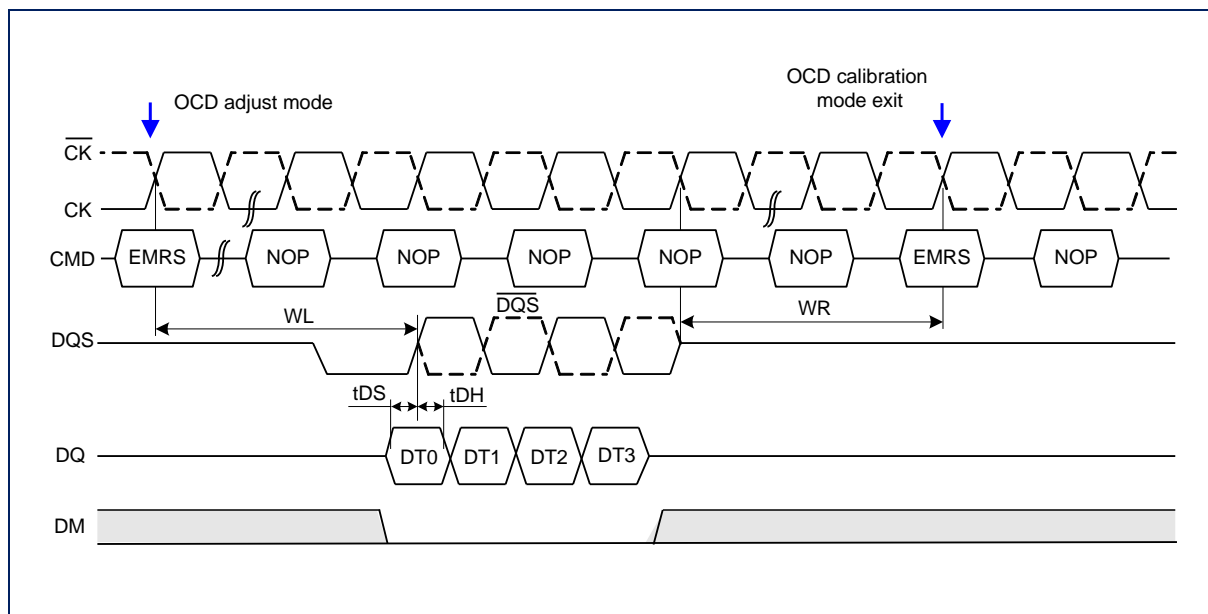 OCD adjust mode
OCD calibration
mode exit
CK
CK
CMD EMRS NOP NOP NOP NOP NOP EMRS NOP
WL DQS WR
DQS
tDS tDH
DQ DT0 DT1 DT2 DT3
DM